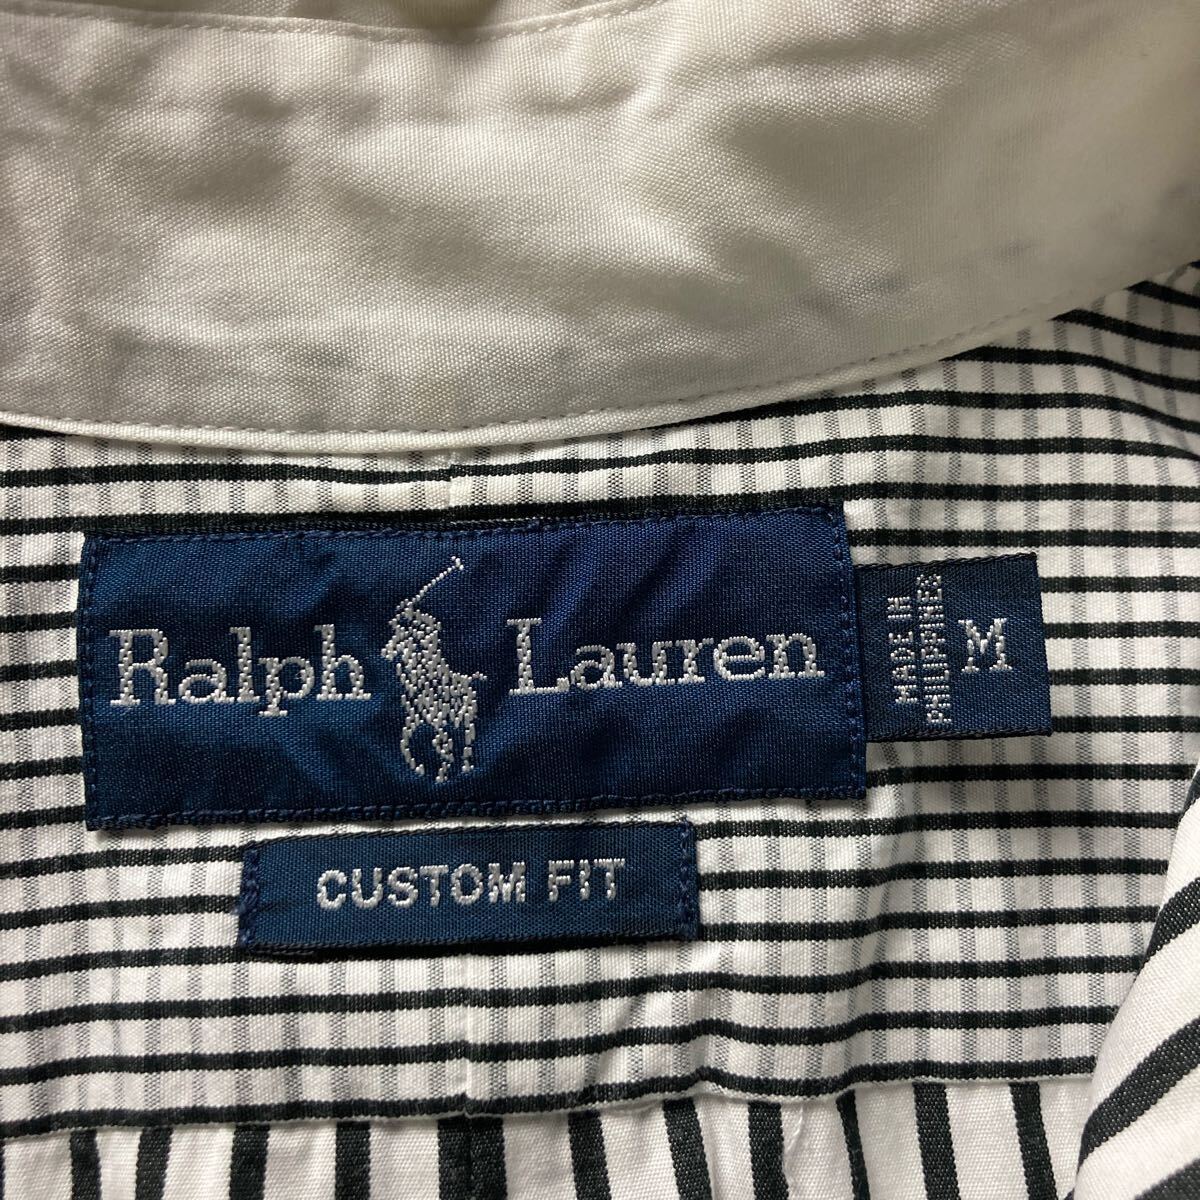 Ralph Lauren
MADE IN
PHILIPPINES
M
CUSTOM FIT